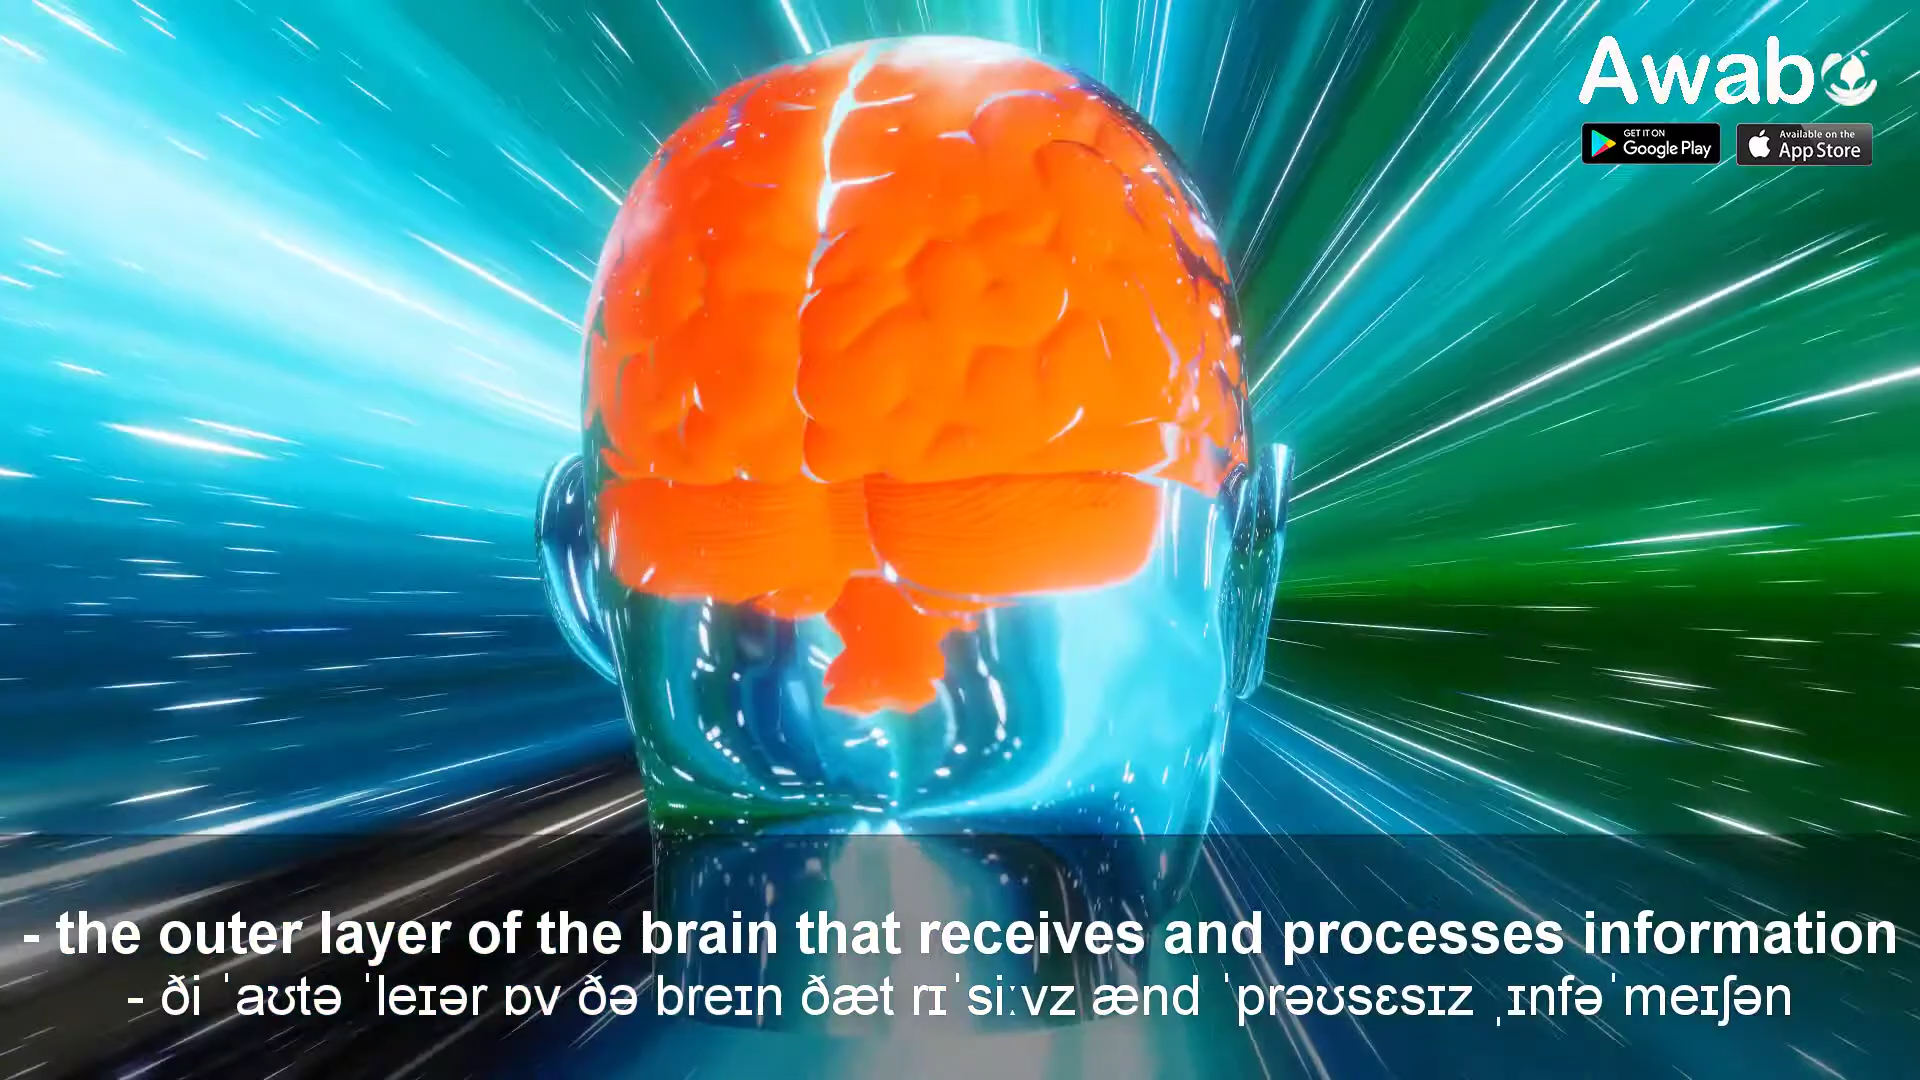 Awab
GET IT ON
Google Play
Available on the
App Store
- the outer layer of the brain that receives and processes information
- ði ˈaʊtə ˈleɪər ɒv ðə breɪn ðæt rɪˈsiːvz ænd ˈprəʊsɛsɪz ˌɪnfəˈmeɪʃən